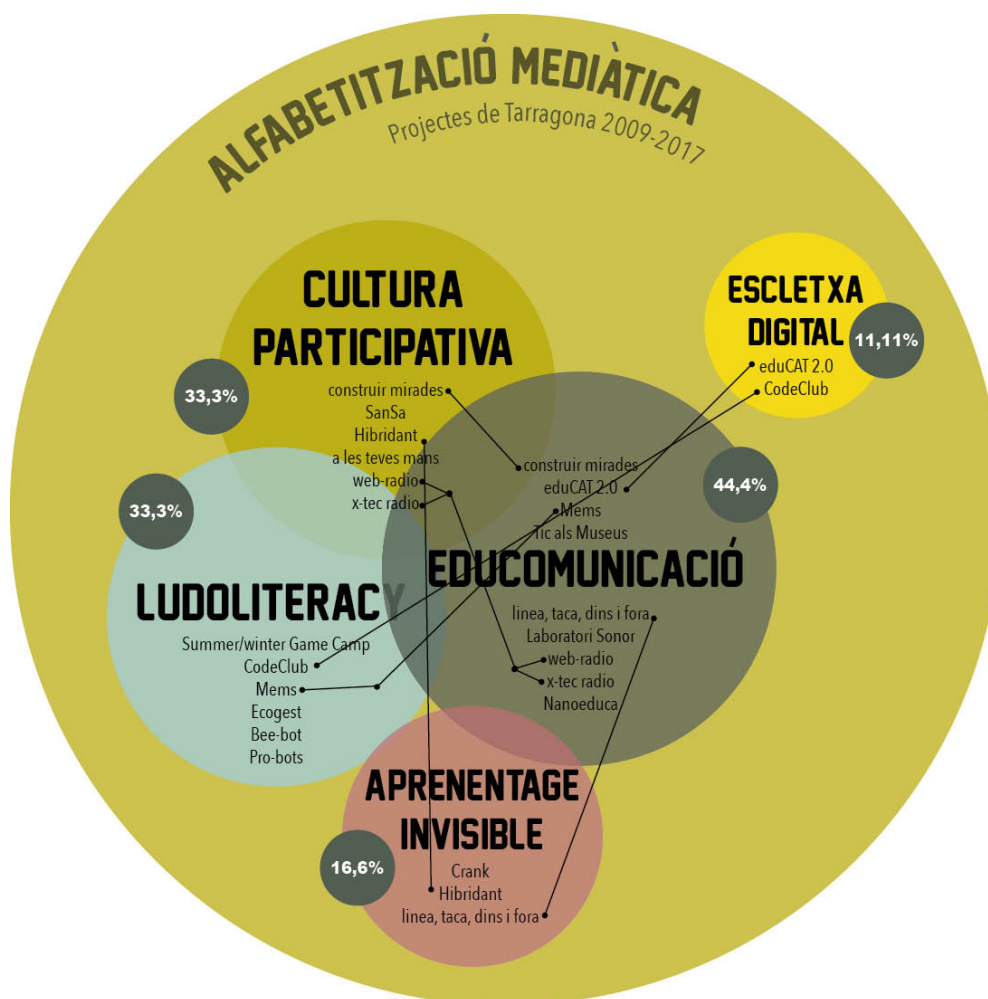 ALFABETITZACIÓ MEDIÀTICA
Projectes de Tarragona 2009-2017
CULTURA
PARTICIPATIVA
33,3%
construir mirades
SanSa
Hibridant
a les teves mans
web-radio
x-tec radio
ESCLETXA
DIGITAL
11,11%
eduCAT 2.0
CodeClub
construir mirades
eduCAT 2.0
Mems
Tic als Museus
44,4%
EDUCOMUNICACIÓ
linea, taca, dins i fora
Laboratori Sonor
web-radio
x-tec radio
Nanoeduca
33,3%
LUDOLITERACY
Summer/winter Game Camp
CodeClub
Mems
Ecogest
Bee-bot
Pro-bots
APRENENTAGE
INVISIBLE
16,6%
Crank
Hibridant
linea, taca, dins i fora